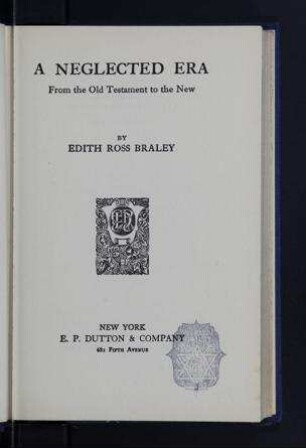 A NEGLECTED ERA
From the Old Testament to the New
BY
EDITH ROSS BRALEY
NEW YORK
E. P. DUTTON & COMPANY
681 FIFTH AVENUE